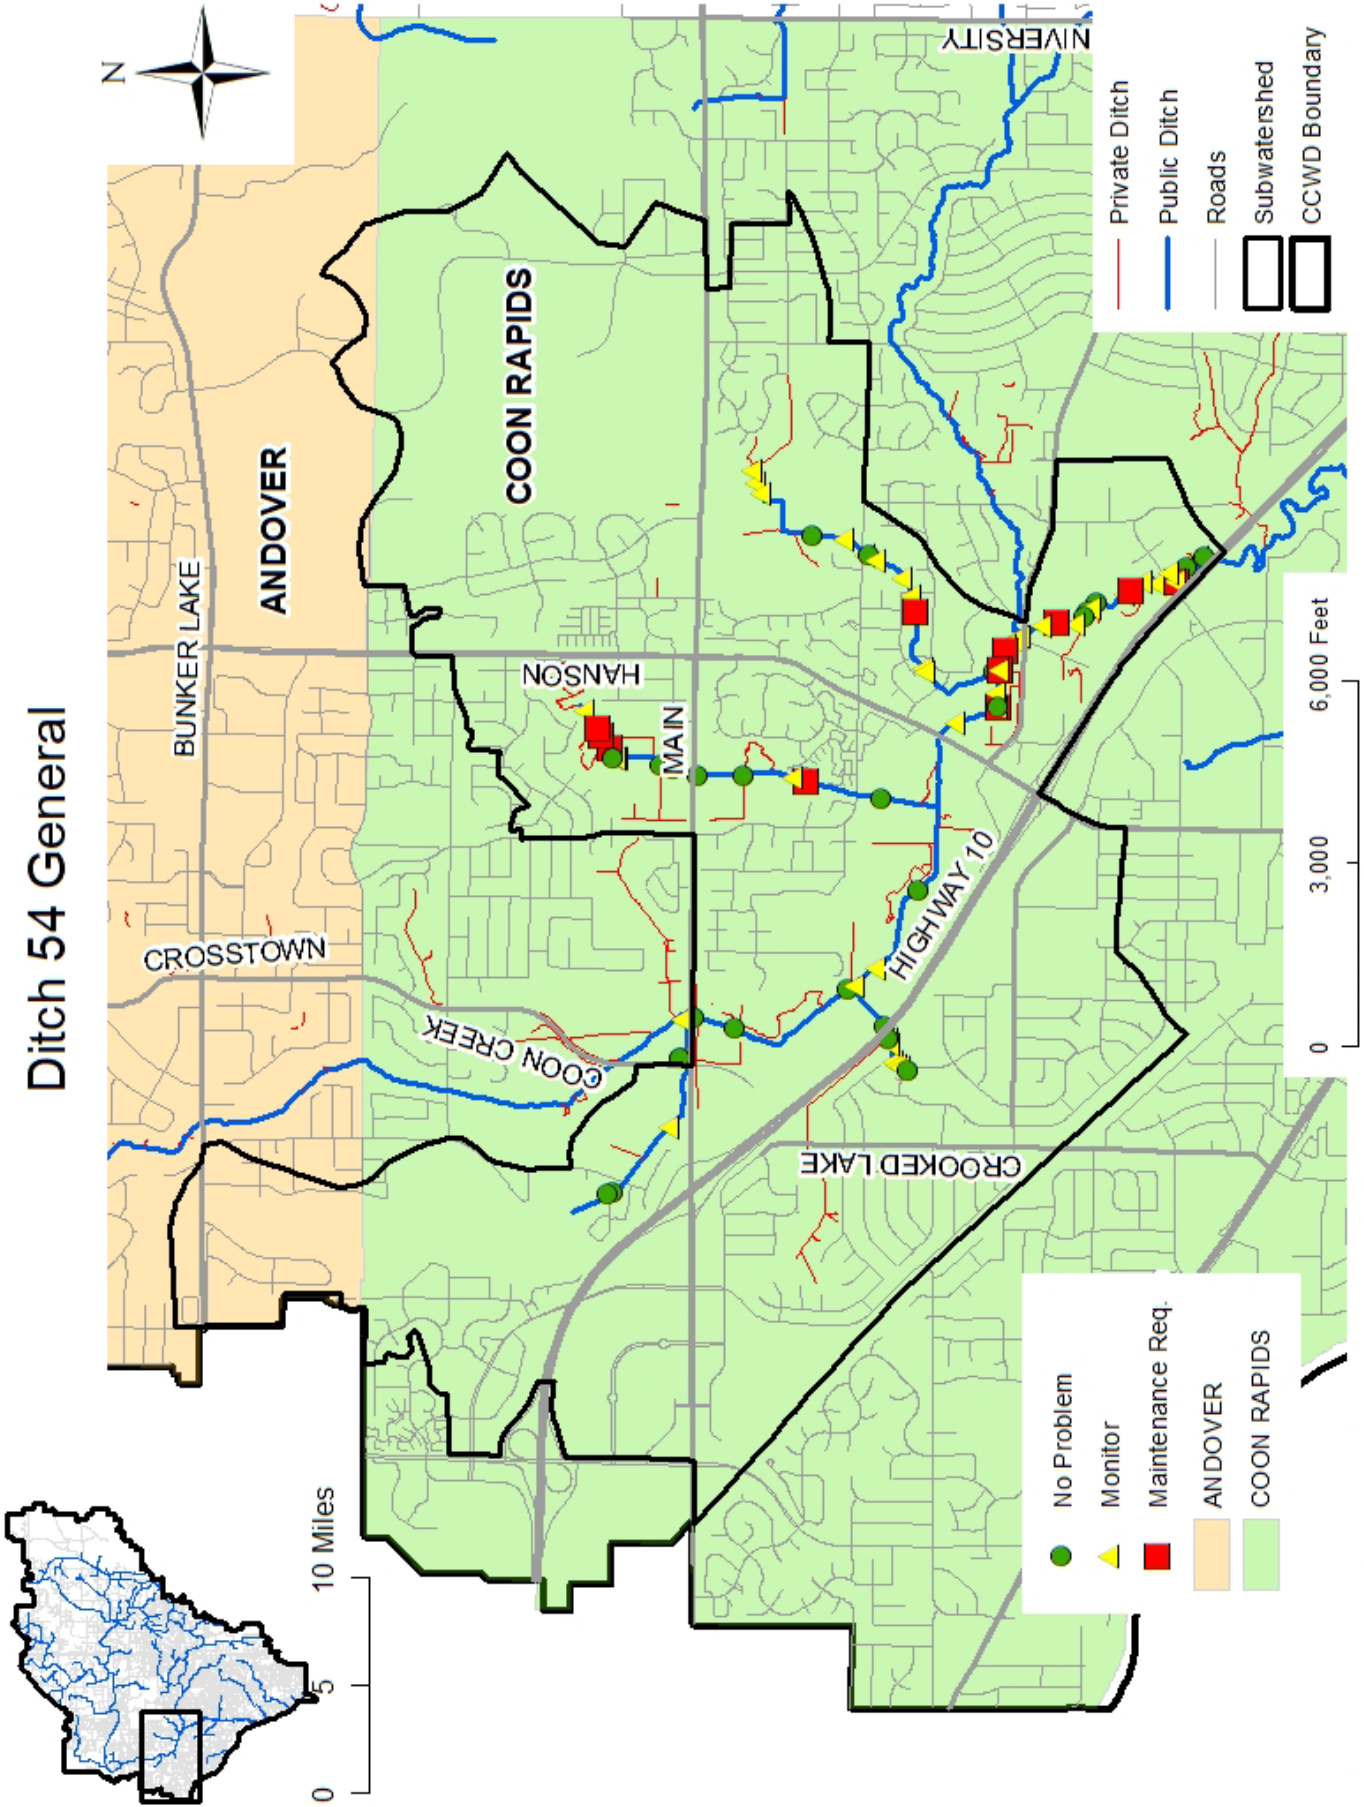 Ditch 54 General
N
0 5 10 Miles
BUNKER LAKE
CROSSTOWN
ANDOVER
COON CREEK
COON RAPIDS
HANSON
MAIN
CROOKED LAKE
HIGHWAY 10
NIVERSITY
No Problem
Monitor
Maintenance Req.
ANDOVER
COON RAPIDS
0 3,000 6,000 Feet
Private Ditch
Public Ditch
Roads
Subwatershed
CCWD Boundary